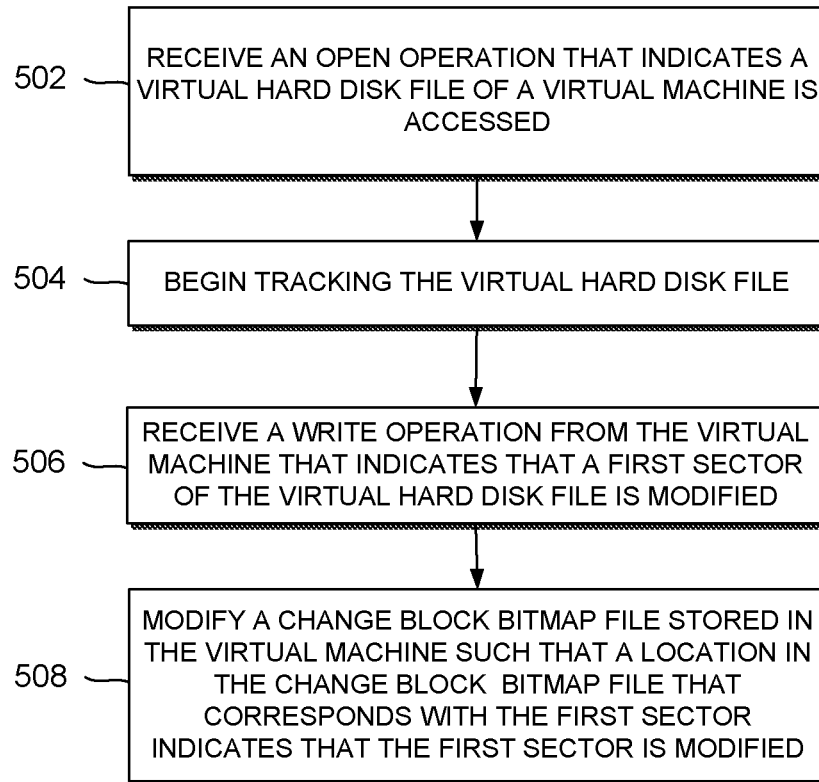 502
RECEIVE AN OPEN OPERATION THAT INDICATES A
VIRTUAL HARD DISK FILE OF A VIRTUAL MACHINE IS
ACCESSED
504
BEGIN TRACKING THE VIRTUAL HARD DISK FILE
506
RECEIVE A WRITE OPERATION FROM THE VIRTUAL
MACHINE THAT INDICATES THAT A FIRST SECTOR
OF THE VIRTUAL HARD DISK FILE IS MODIFIED
508
MODIFY A CHANGE BLOCK BITMAP FILE STORED IN
THE VIRTUAL MACHINE SUCH THAT A LOCATION IN
THE CHANGE BLOCK BITMAP FILE THAT
CORRESPONDS WITH THE FIRST SECTOR
INDICATES THAT THE FIRST SECTOR IS MODIFIED